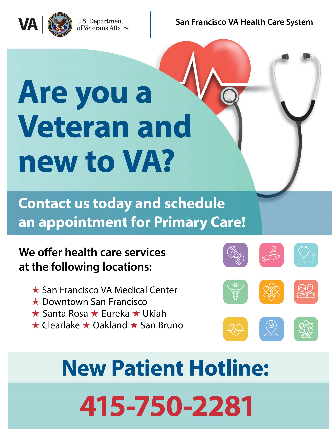 VA
U.S. Department
of Veterans Affairs
San Francisco VA Health Care System
Are you a
Veteran and
new to VA?
Contact us today and schedule
an appointment for Primary Care!
We offer health care services
at the following locations:
★ San Francisco VA Medical Center
★ Downtown San Francisco
★ Santa Rosa ★ Eureka ★ Ukiah
★ Clearlake ★ Oakland ★ San Bruno
New Patient Hotline:
415-750-2281